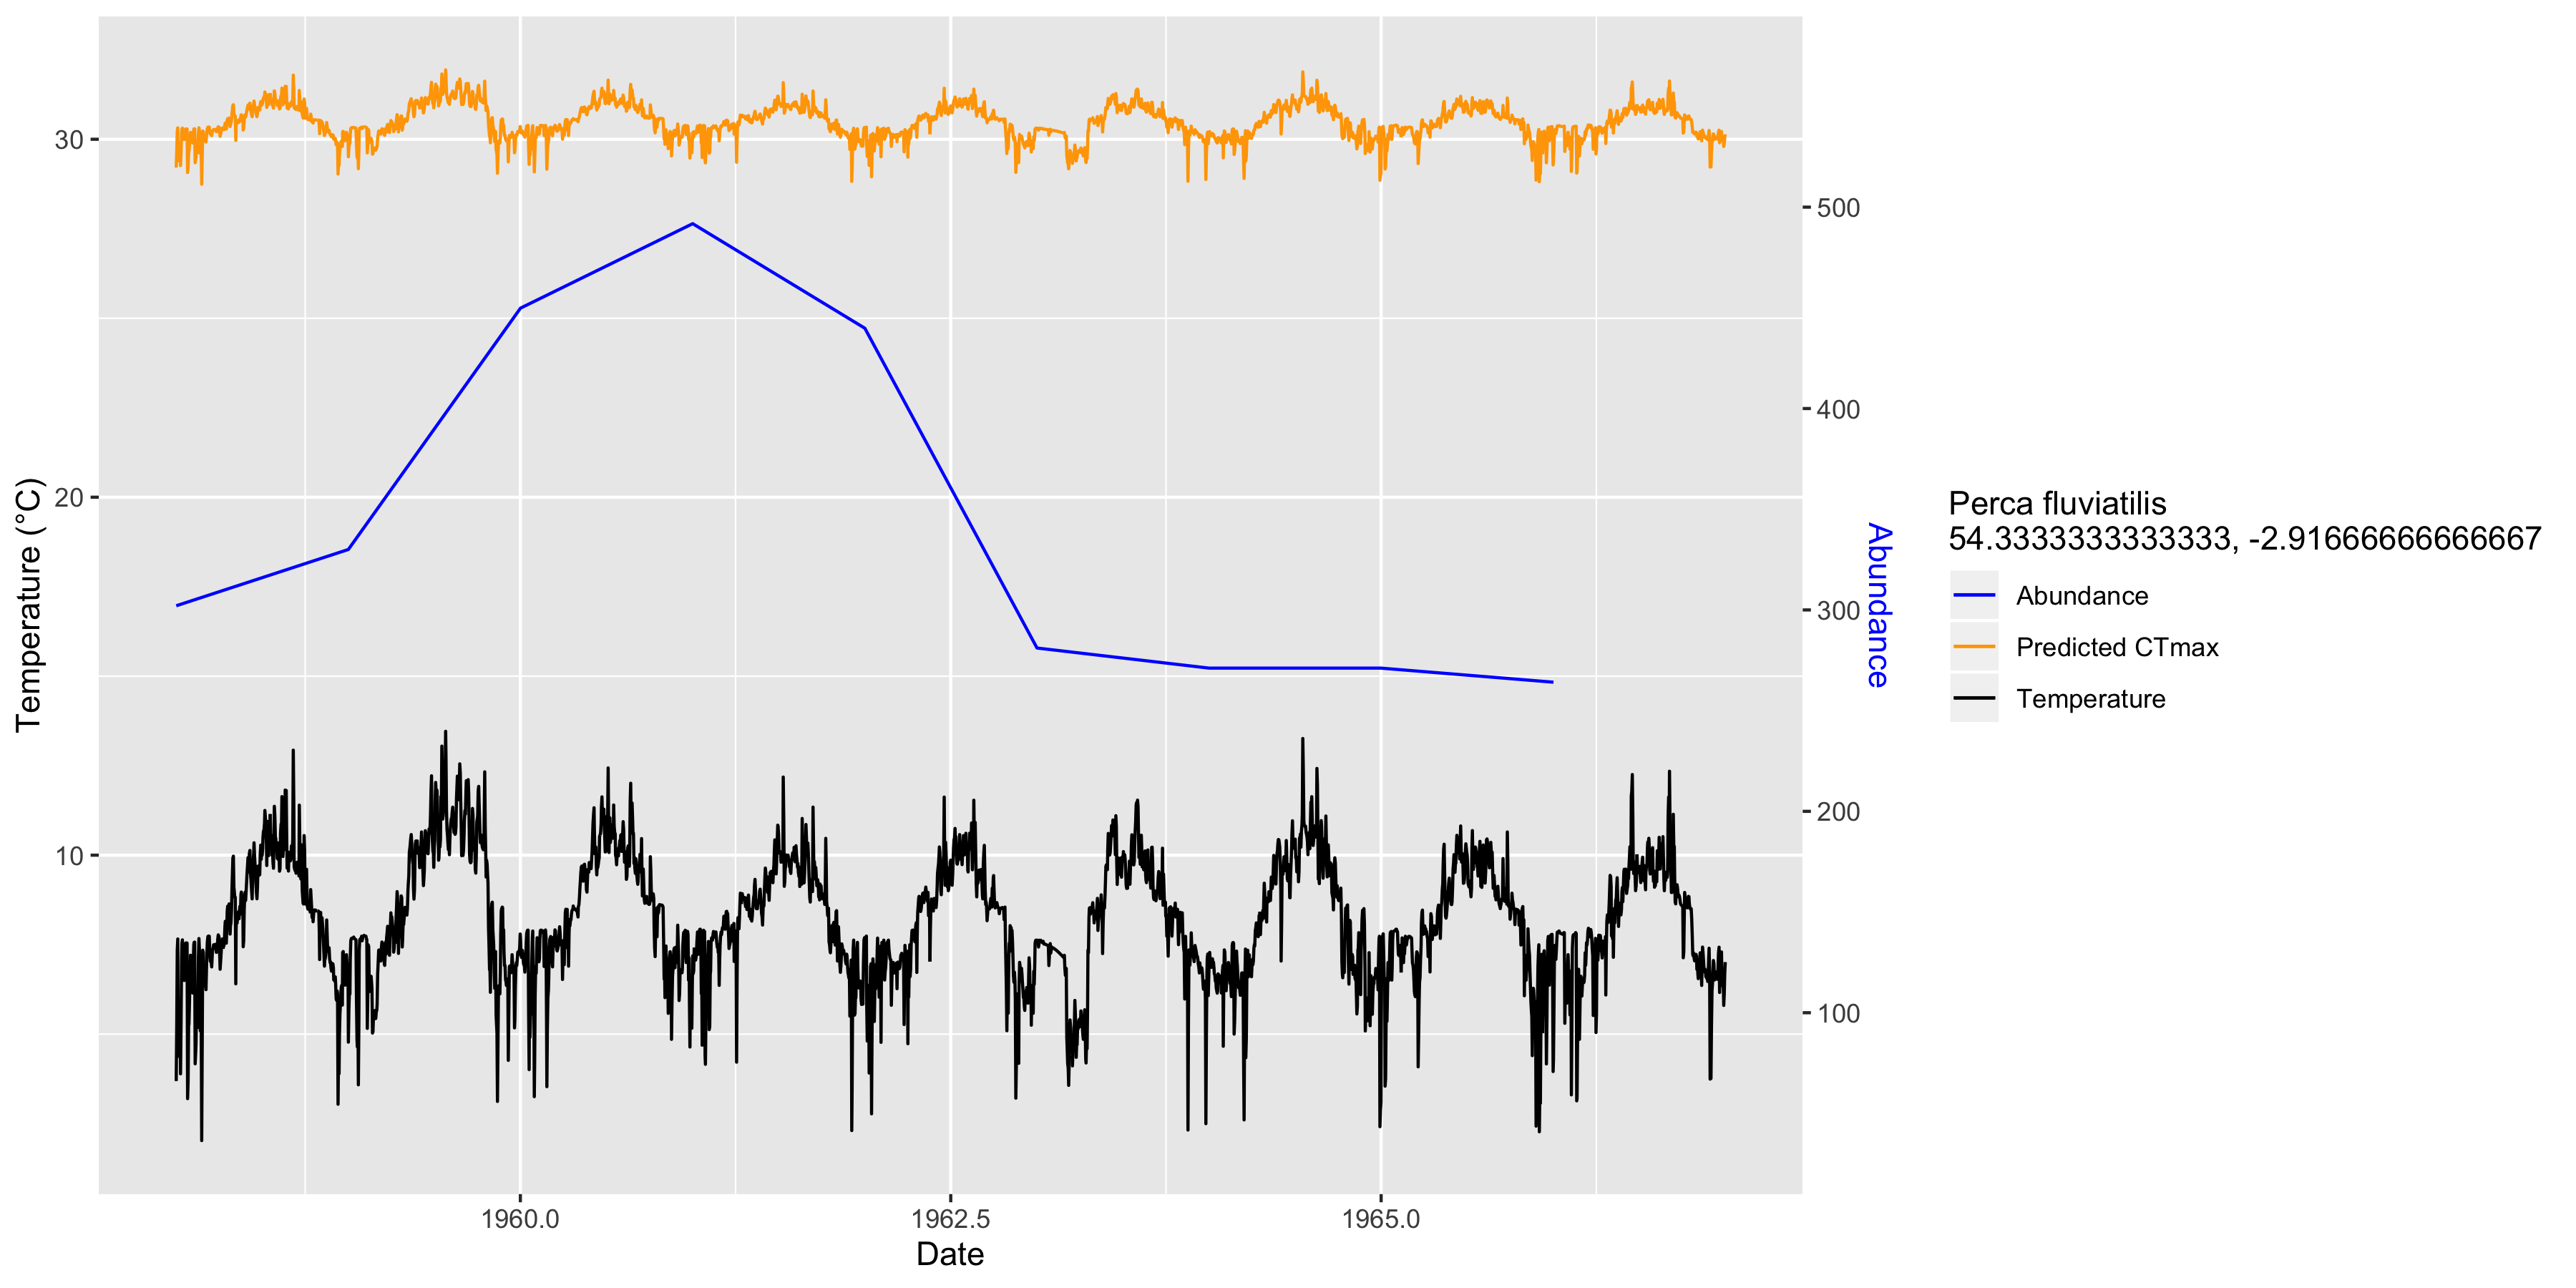 Temperature (°C)
30
20
10
1960.0
1962.5
1965.0
Date
500
400
300
200
100
Abundance
Perca fluviatilis
54.3333333333333, -2.91666666666667
Abundance
Predicted CTmax
Temperature